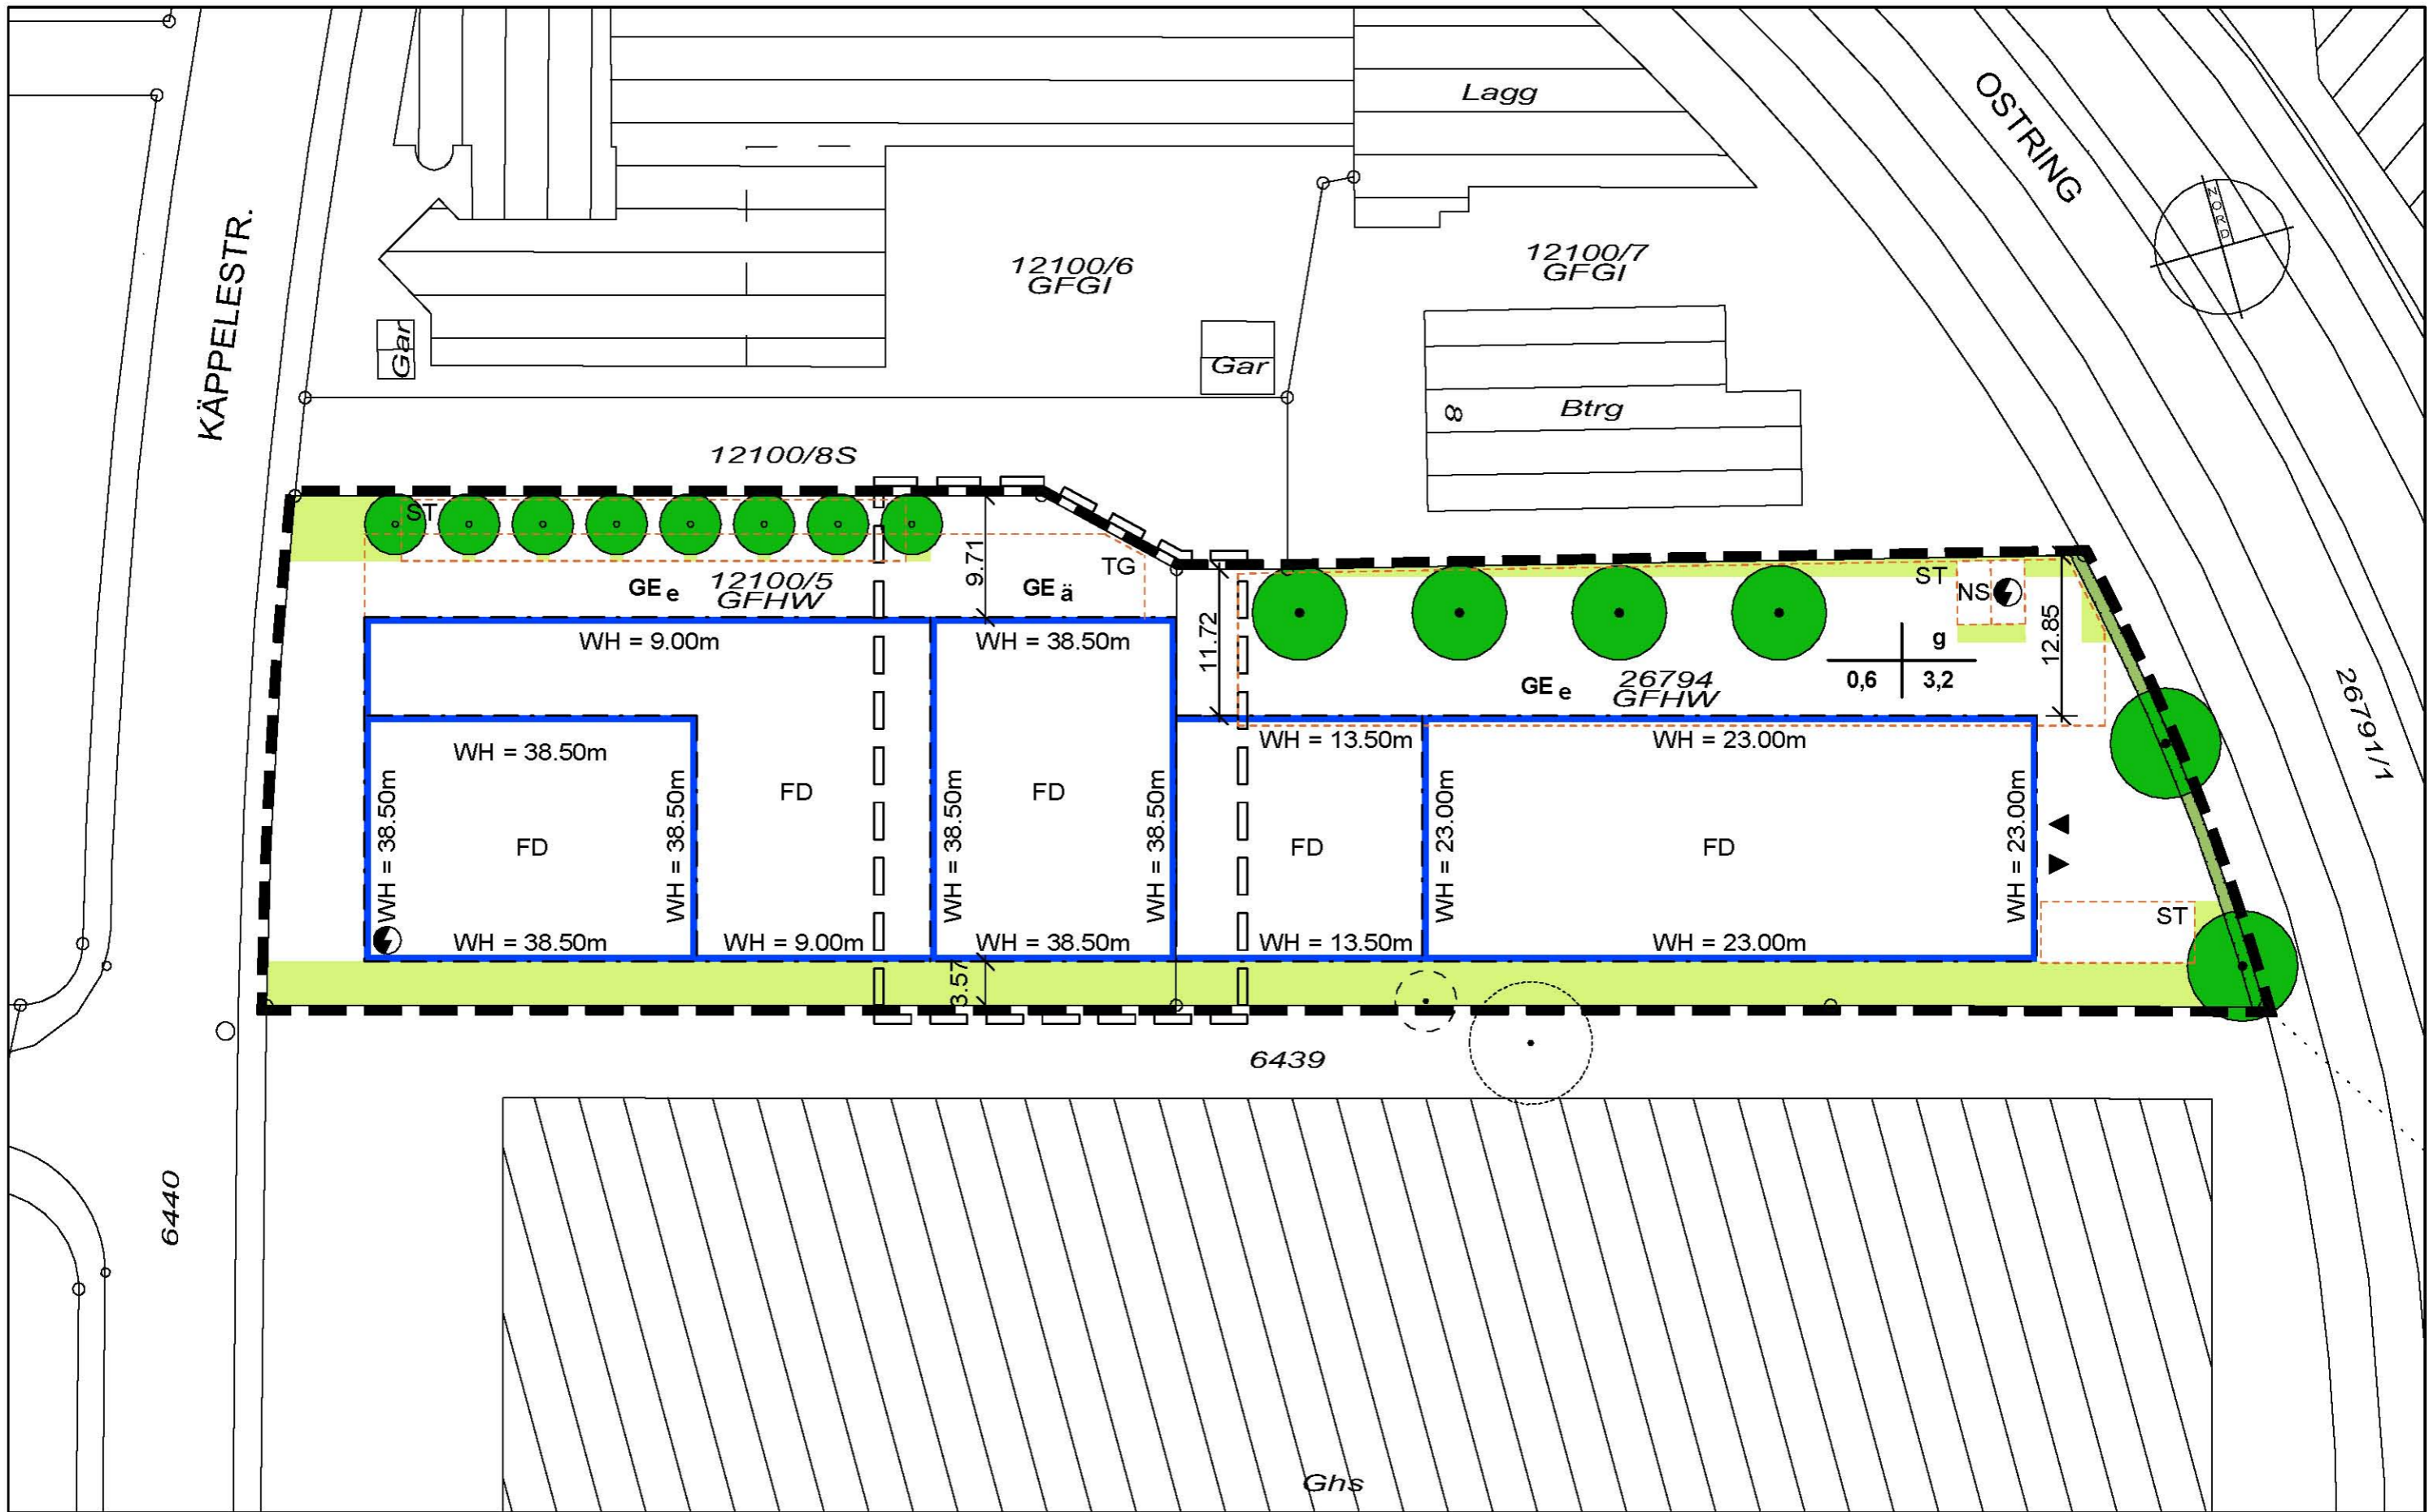 Lagg
OSTRING
NORD
KÄPPELESTR.
12100/6
GFGI
12100/7
GFGI
Gar
Gar
8
Btrg
12100/8S
ST
9.71
TG
GE e
12100/5
GFHW
GE ä
11.72
ST
NS
12.85
g
0,6
3,2
GE e
26794
GFHW
26791/1
WH = 9.00m
WH = 38.50m
WH = 38.50m
WH = 13.50m
WH = 23.00m
WH = 38.50m
WH = 38.50m
FD
FD
WH = 38.50m
FD
WH = 38.50m
FD
WH = 23.00m
FD
WH = 23.00m
ST
WH = 38.50m
WH = 9.00m
WH = 38.50m
WH = 13.50m
WH = 23.00m
3.57
6439
6440
Ghs